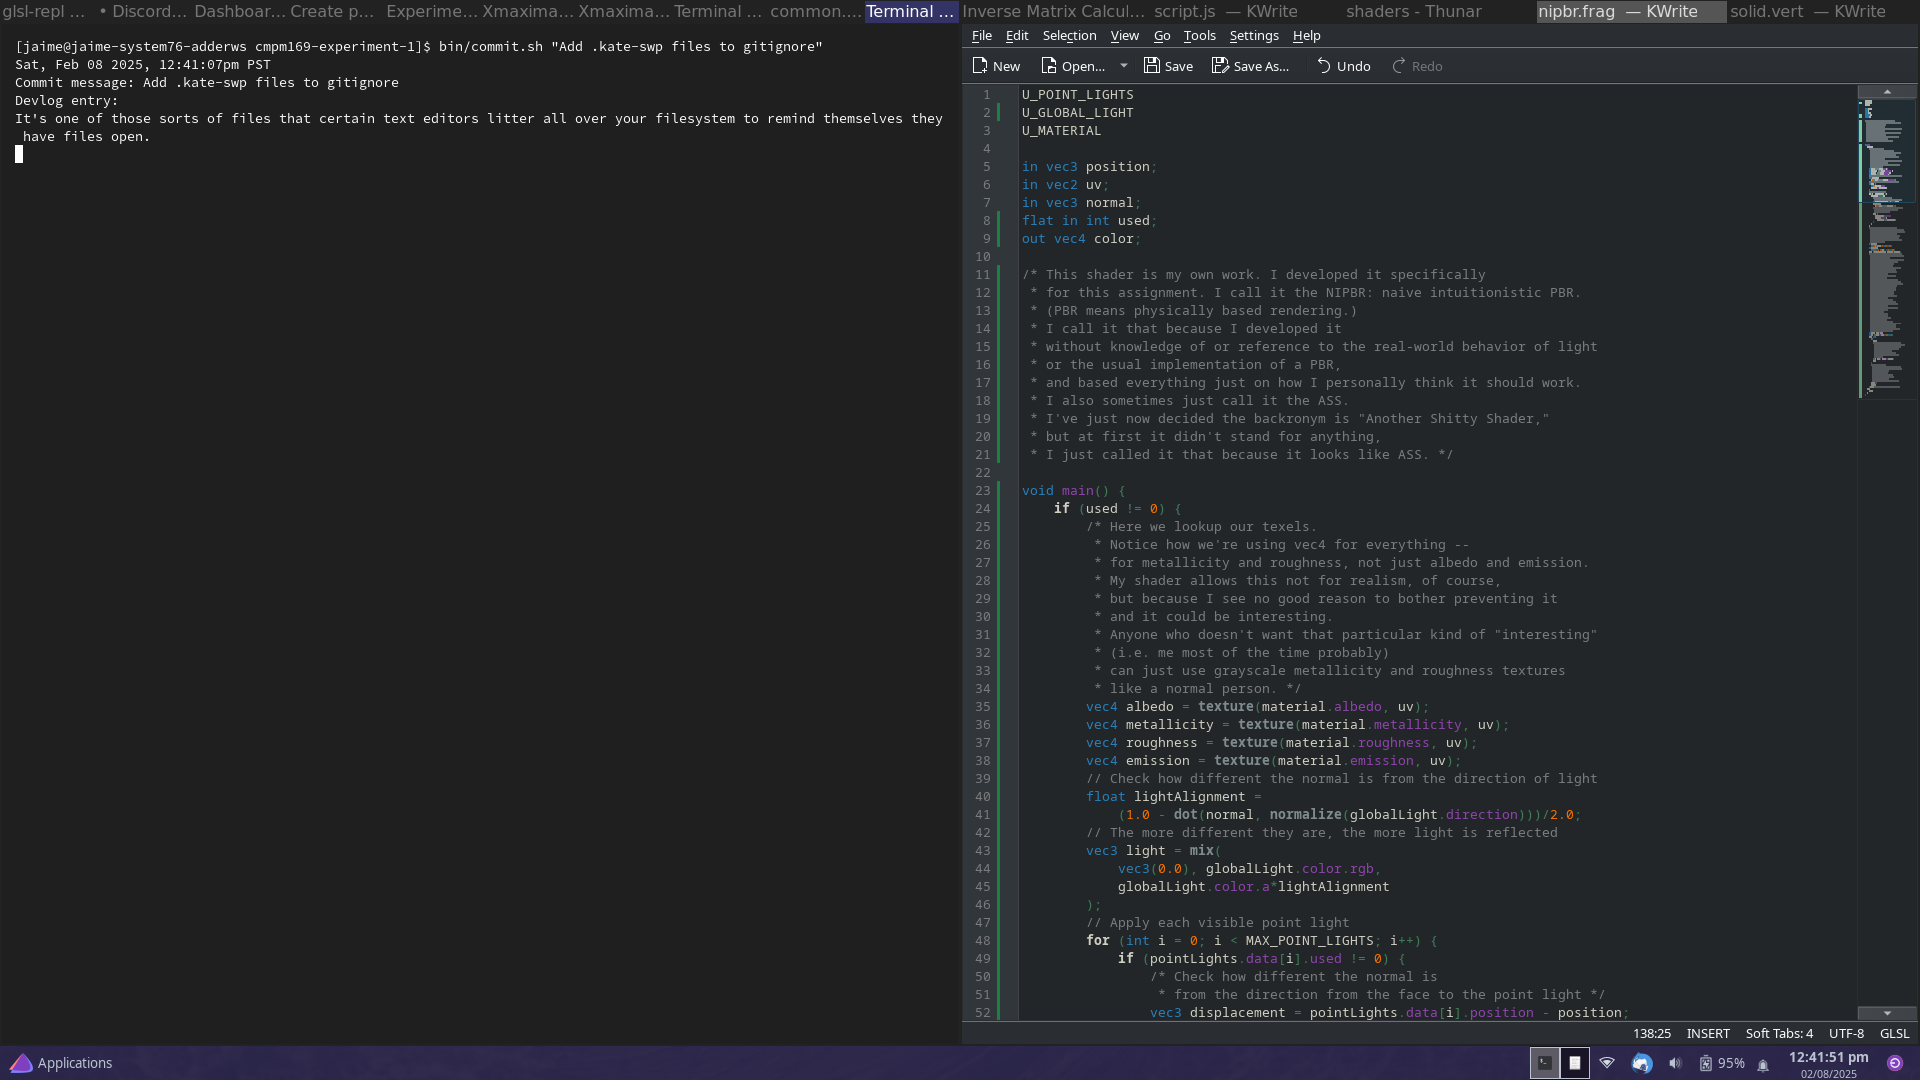 glsl-repl ... • Discord... Dashboar... Create p... Experime... Xmaxima... Xmaxima... Terminal ... common.... Terminal ... Inverse Matrix Calcul... script.js — KWrite shaders - Thunar nipbr.frag — KWrite solid.vert — KWrite
[jaime@jaime-system76-adderws cmpm169-experiment-1]$ bin/commit.sh "Add .kate-swp files to gitignore"
Sat, Feb 08 2025, 12:41:07pm PST
Commit message: Add .kate-swp files to gitignore
Devlog entry:
It's one of those sorts of files that certain text editors litter all over your filesystem to remind themselves they
have files open.
File Edit Selection View Go Tools Settings Help
New Open... Save Save As... Undo Redo
1 U_POINT_LIGHTS
2 U_GLOBAL_LIGHT
3 U_MATERIAL
4
5 in vec3 position;
6 in vec2 uv;
7 in vec3 normal;
8 flat in int used;
9 out vec4 color;
10
11 /* This shader is my own work. I developed it specifically
12 * for this assignment. I call it the NIPBR: naive intuitionistic PBR.
13 * (PBR means physically based rendering.)
14 * I call it that because I developed it
15 * without knowledge of or reference to the real-world behavior of light
16 * or the usual implementation of a PBR,
17 * and based everything just on how I personally think it should work.
18 * I also sometimes just call it the ASS.
19 * I've just now decided the backronym is "Another Shitty Shader,"
20 * but at first it didn't stand for anything,
21 * I just called it that because it looks like ASS. */
22
23 void main() {
24 if (used != 0) {
25 /* Here we lookup our texels.
26 * Notice how we're using vec4 for everything --
27 * for metallicity and roughness, not just albedo and emission.
28 * My shader allows this not for realism, of course,
29 * but because I see no good reason to bother preventing it
30 * and it could be interesting.
31 * Anyone who doesn't want that particular kind of "interesting"
32 * (i.e. me most of the time probably)
33 * can just use grayscale metallicity and roughness textures
34 * like a normal person. */
35 vec4 albedo = texture(material.albedo, uv);
36 vec4 metallicity = texture(material.metallicity, uv);
37 vec4 roughness = texture(material.roughness, uv);
38 vec4 emission = texture(material.emission, uv);
39 // Check how different the normal is from the direction of light
40 float lightAlignment =
41 (1.0 - dot(normal, normalize(globalLight.direction)))/2.0;
42 // The more different they are, the more light is reflected
43 vec3 light = mix(
44 vec3(0.0), globalLight.color.rgb,
45 globalLight.color.a*lightAlignment
46 );
47 // Apply each visible point light
48 for (int i = 0; i < MAX_POINT_LIGHTS; i++) {
49 if (pointLights.data[i].used != 0) {
50 /* Check how different the normal is
51 * from the direction from the face to the point light */
52 vec3 displacement = pointLights.data[i].position - position;
138:25 INSERT Soft Tabs: 4 UTF-8 GLSL
Applications 95% 12:41:51 pm
02/08/2025